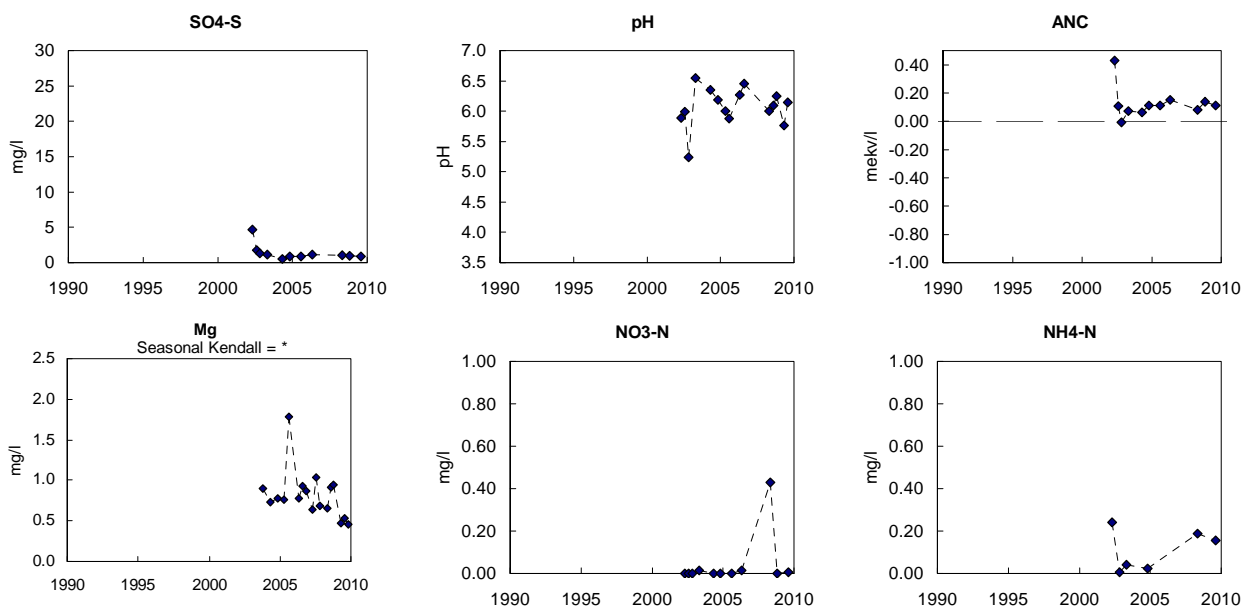 SO4-S
30
25
20
15
10
5
0
mg/l
1990 1995 2000 2005 2010
pH
7.0
6.5
6.0
5.5
5.0
4.5
4.0
3.5
pH
1990 1995 2000 2005 2010
ANC
0.40
0.20
0.00
-0.20
-0.40
-0.60
-0.80
-1.00
mekv/l
1990 1995 2000 2005 2010
Mg
Seasonal Kendall = *
2.5
2.0
1.5
1.0
0.5
0.0
mg/l
1990 1995 2000 2005 2010
NO3-N
1.00
0.80
0.60
0.40
0.20
0.00
mg/l
1990 1995 2000 2005 2010
NH4-N
1.00
0.80
0.60
0.40
0.20
0.00
mg/l
1990 1995 2000 2005 2010